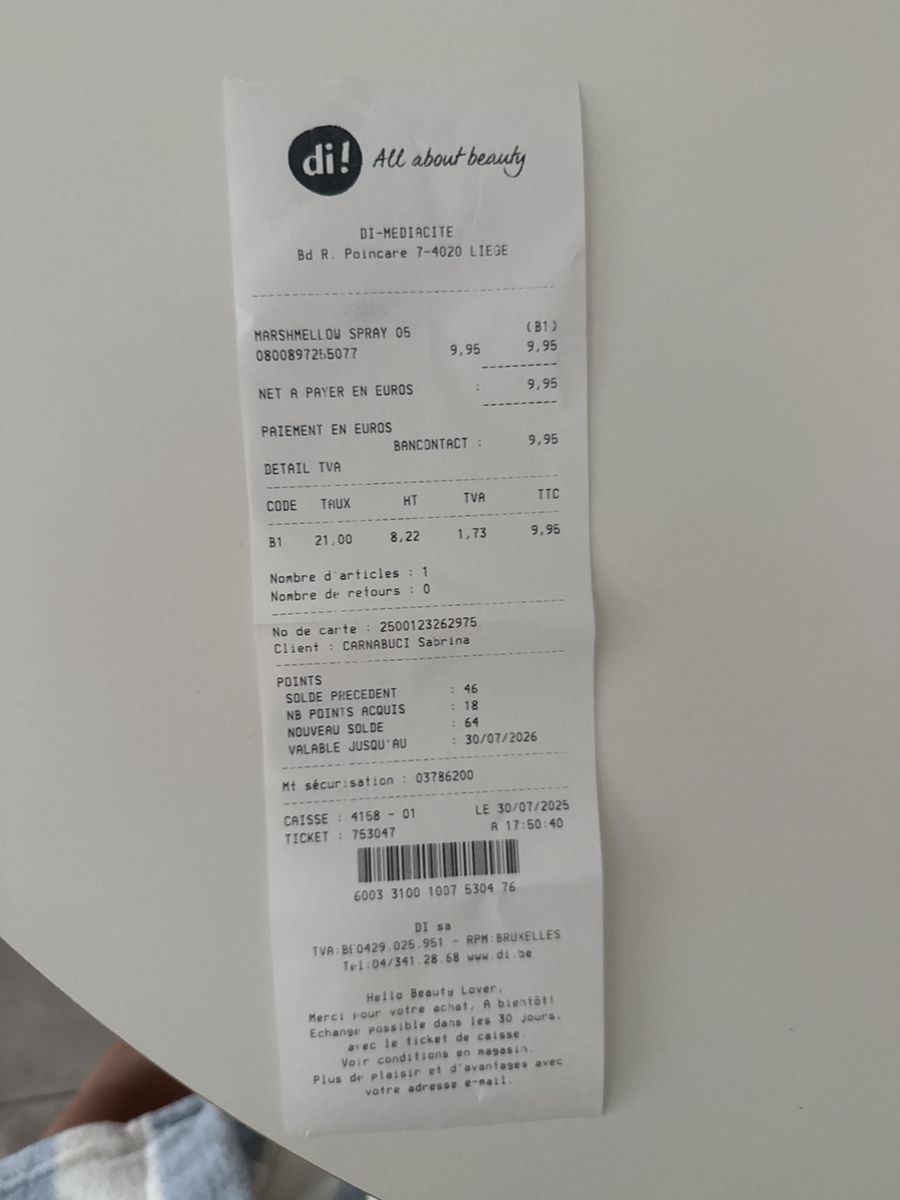 di! All about beauty
DI-MEDIACITE
Bd R. Poincare 7-4020 LIEGE
(B1)
MARSHMELLOW SPRAY 05
0800897255077 9,95 9,95
NET A PAYER EN EUROS : 9,95
PAIEMENT EN EUROS
BANCONTACT : 9,95
DETAIL TVA
CODE TAUX HT TVA TTC
B1 21,00 8,22 1,73 9,95
Nombre d'articles : 1
Nombre de retours : 0
No de carte : 2500123262975
Client : CARNABUCI Sabrina
POINTS
SOLDE PRECEDENT : 46
NB POINTS ACQUIS : 18
NOUVEAU SOLDE : 64
VALABLE JUSQU'AU : 30/07/2026
Mt sécurisation : 03786200
CAISSE : 4158 - 01 LE 30/07/2025
TICKET : 753047 A 17:50:40
6003 3100 1007 5304 76
DI sa
TVA:BE0429.025.951 - RPM:BRUXELLES
Tel:04/341.28.68 www.di.be
Hello Beauty Lover,
Merci pour votre achat. A bientôt!
Echange possible dans les 30 jours,
avec le ticket de caisse.
Voir conditions en magasin.
Plus de plaisir et d'avantages avec
votre adresse e-mail.